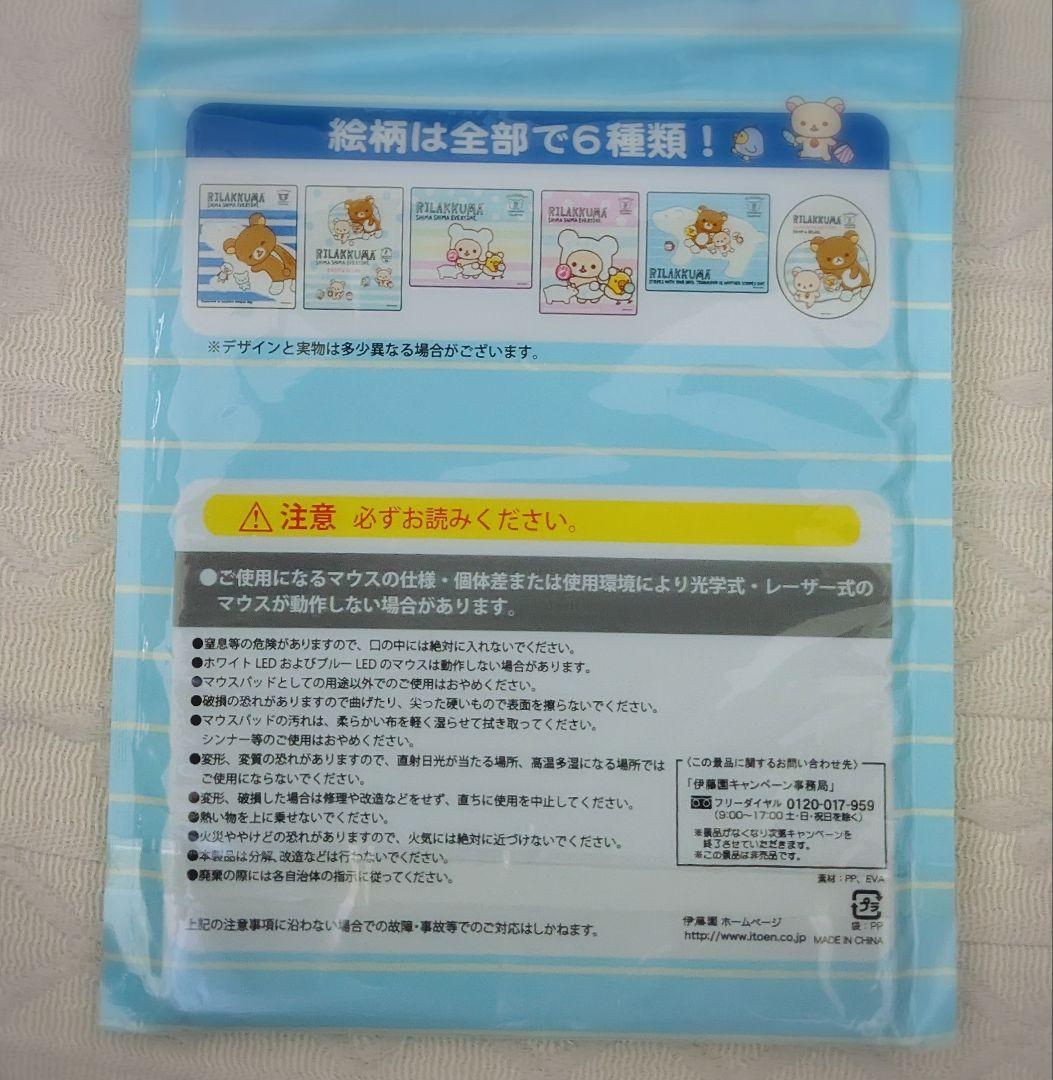 絵柄は全部で6種類!
RILAKKUMA
SHIMA SHIMA EVERYTIME
RILAKKUMA
SHIMA SHIMA EVERYTIME
RILAKKUMA
SHIMA SHIMA EVERYTIME
RILAKKUMA
SHIMA SHIMA EVERYTIME
RILAKKUMA
RILAKKUMA
※デザインと実物は多少異なる場合がございます。
注意 必ずお読みください。
●ご使用になるマウスの仕様・個体差または使用環境により光学式・レーザー式の
マウスが動作しない場合があります。
●窒息等の危険がありますので、口の中には絶対に入れないでください。
●ホワイトLEDおよびブルーLEDのマウスは動作しない場合があります。
●マウスパッドとしての用途以外でのご使用はおやめください。
●破損の恐れがありますので曲げたり、尖った硬いもので表面を擦らないでください。
●マウスパッドの汚れは、柔らかい布を軽く湿らせて拭き取ってください。
シンナー等のご使用はおやめください。
●変形、変質の恐れがありますので、直射日光が当たる場所、高温多湿になる場所では
ご使用にならないでください。
●変形、破損した場合は修理や改造などをせず、直ちに使用を中止してください。
●熱い物を上に乗せないでください。
●火災ややけどの恐れがありますので、火気には絶対に近づけないでください。
●本製品は分解、改造などは行わないでください。
●廃棄の際には各自治体の指示に従ってください。
上記の注意事項に沿わない場合での故障・事故等でのご対応はしかねます。
〈この景品に関するお問い合わせ先〉
「伊藤園キャンペーン事務局」
フリーダイヤル 0120-017-959
(9:00〜17:00 土・日・祝日を除く)
※景品がなくなり次第キャンペーンを
終了させていただきます。
※この景品は非売品です。
素材:PP、EVA
プラ
袋:PP
伊藤園 ホームページ
http://www.itoen.co.jp MADE IN CHINA